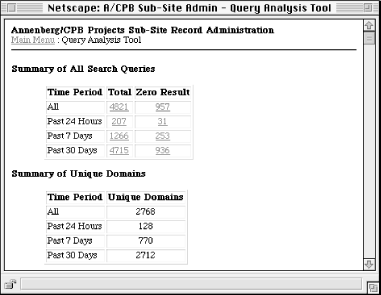 Netscape: A/CPB Sub-Site Admin - Query Analysis Tool
Annenberg/CPB Projects Sub-Site Record Administration
Main Menu : Query Analysis Tool
Summary of All Search Queries
Time Period Total Zero Result
All 4821 957
Past 24 Hours 207 31
Past 7 Days 1266 253
Past 30 Days 4715 936
Summary of Unique Domains
Time Period Unique Domains
All 2768
Past 24 Hours 128
Past 7 Days 770
Past 30 Days 2712